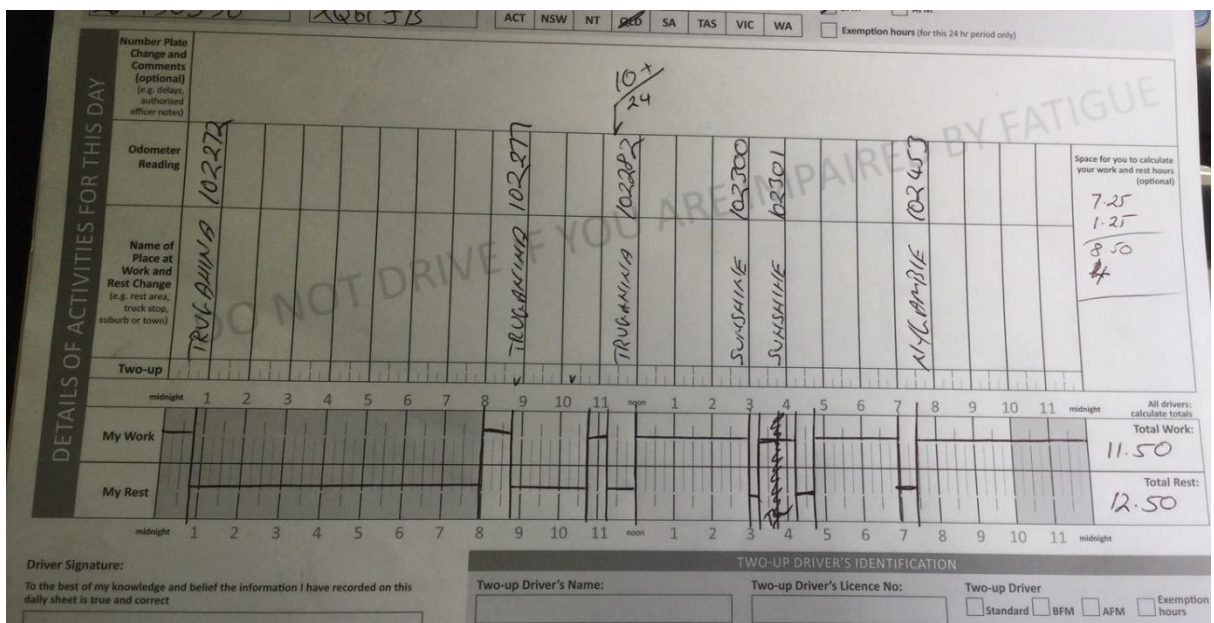 ACT NSW NT QLD SA TAS VIC WA
Exemption hours (for this 24 hr period only)
DETAILS OF ACTIVITIES FOR THIS DAY
Number Plate
Change and
Comments
(optional)
(e.g. delays,
authorised
officer notes)
10+
24
Odometer
Reading
102272
102277
102282
102300
102301
102453
Space for you to calculate
your work and rest hours
(optional)
7.25
1.25
8.50
4
Name of
Place at
Work and
Rest Change
(e.g. rest area,
truck stop,
suburb or town)
TRUGANINA
TRUGANINA
TRUGANINA
SUNSHINE
SUNSHINE
DO NOT DRIVE IF YOU ARE IMPAIRED BY FATIGUE
Two-up
midnight 1 2 3 4 5 6 7 8 9 10 11 noon 1 2 3 4 5 6 7 8 9 10 11 midnight
All drivers:
calculate totals
My Work
Total Work:
11.50
My Rest
Total Rest:
12.50
midnight 1 2 3 4 5 6 7 8 9 10 11 noon 1 2 3 4 5 6 7 8 9 10 11 midnight
Driver Signature:
To the best of my knowledge and belief the information I have recorded on this
daily sheet is true and correct
TWO-UP DRIVER'S IDENTIFICATION
Two-up Driver's Name:
Two-up Driver's Licence No:
Two-up Driver
Standard BFM AFM Exemption
hours